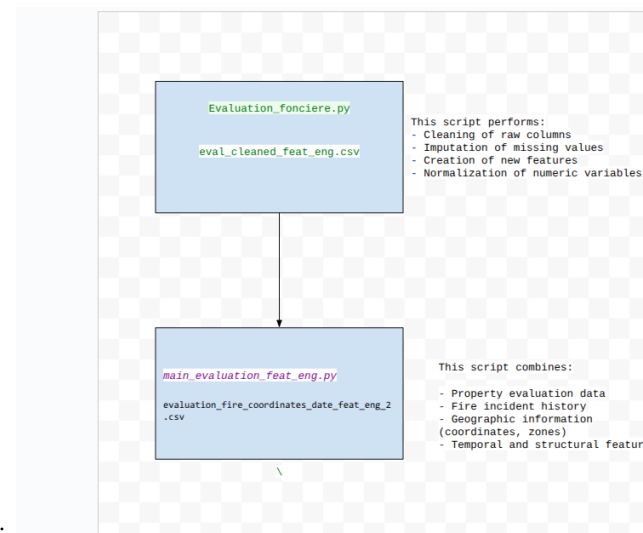 Evaluation_fonciere.py
eval_cleaned_feat_eng.csv
This script performs:
- Cleaning of raw columns
- Imputation of missing values
- Creation of new features
- Normalization of numeric variables
main_evaluation_feat_eng.py
evaluation_fire_coordinates_date_feat_eng_2
.csv
This script combines:
- Property evaluation data
- Fire incident history
- Geographic information
(coordinates, zones)
- Temporal and structural featur
\